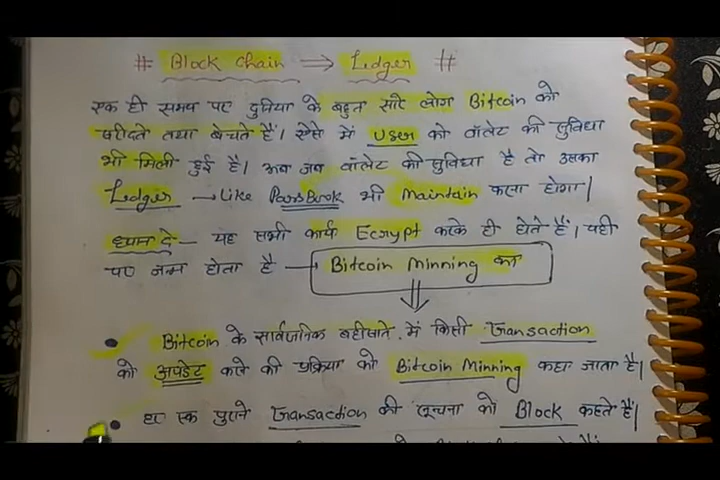 # Block Chain ⇒ Ledger #
एक ही समय पर दुनिया के बहुत सारे लोग Bitcoin को
खरीदते तथा बेचते हैं। ऐसे में User को वॉलेट की सुविधा
भी मिली हुई है। अब जब वॉलेट की सुविधा है तो उसका
Ledger → Like PassBook भी Maintain करना होगा।
ध्यान दे — यह सभी कार्य Ecrypt करके ही होते हैं। यही
पर जन्म होता है → Bitcoin Minning का
• Bitcoin के सार्वजनिक बहीखाते में किसी Transaction
को अपडेट करने की प्रक्रिया को Bitcoin Minning कहा जाता है।
• हर एक पुराने Transaction की सूचना को Block कहते हैं।